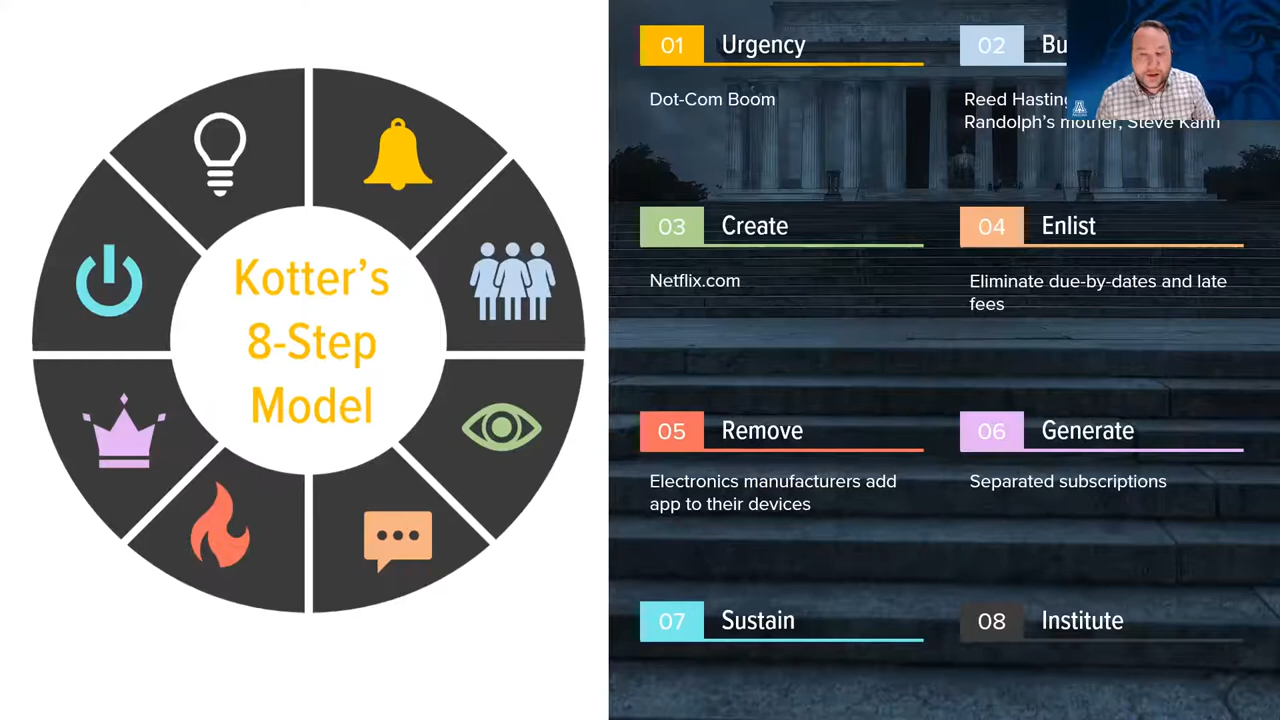 Kotter's
8-Step
Model
01 Urgency
Dot-Com Boom
02
Reed
Randolph's mother, Steve Kahn
03 Create
Netflix.com
04 Enlist
Eliminate due-by-dates and late
fees
05 Remove
Electronics manufacturers add
app to their devices
06 Generate
Separated subscriptions
07 Sustain
08 Institute